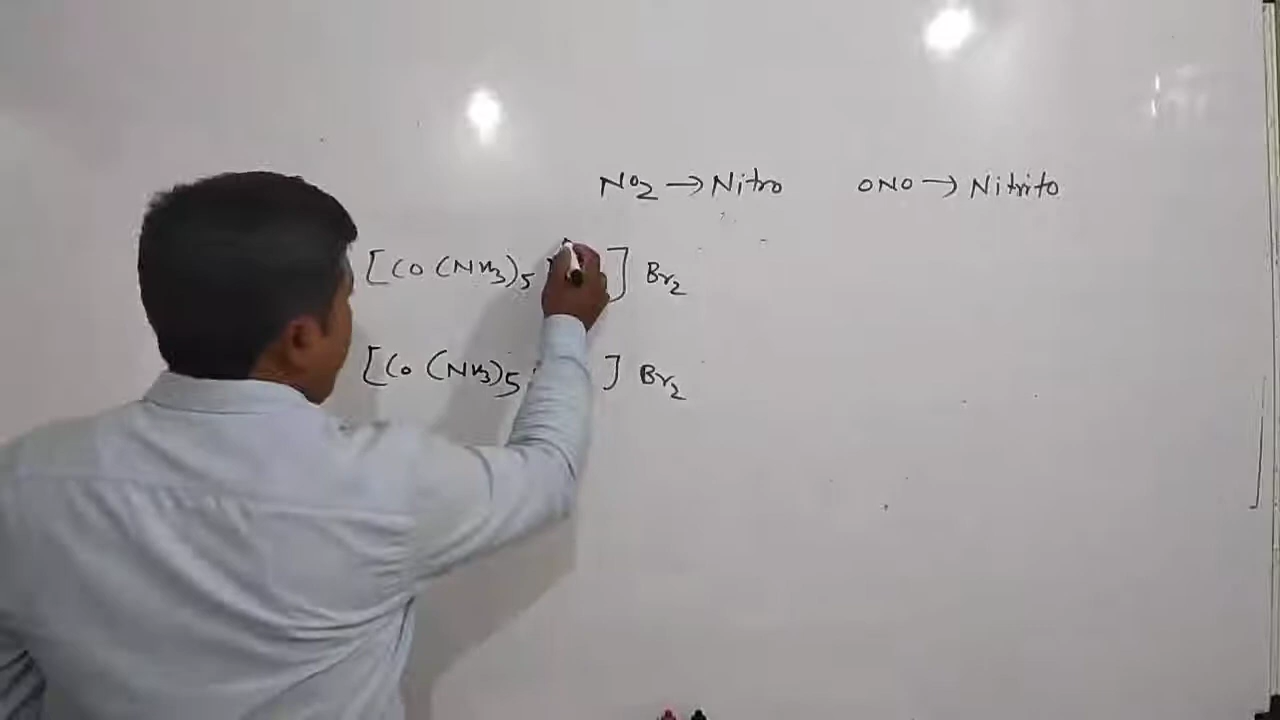 NO2 → Nitro ONO → Nitrito
[CO (NH3)5 ] Br2
[Co (NH3)5 ] Br2